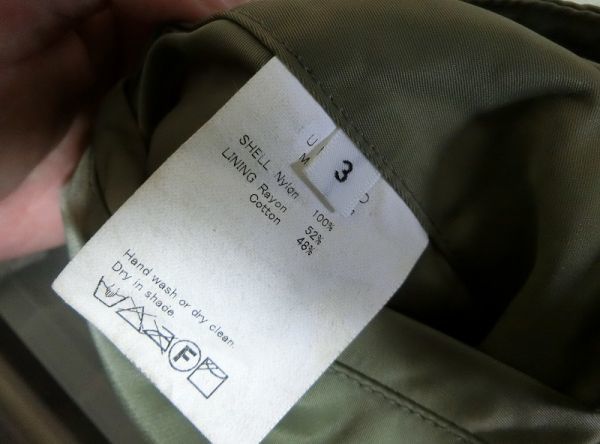 3
SHELL Nylon 100%
LINING Rayon 52%
Cotton 48%
Hand wash or dry clean.
Dry in shade.
F